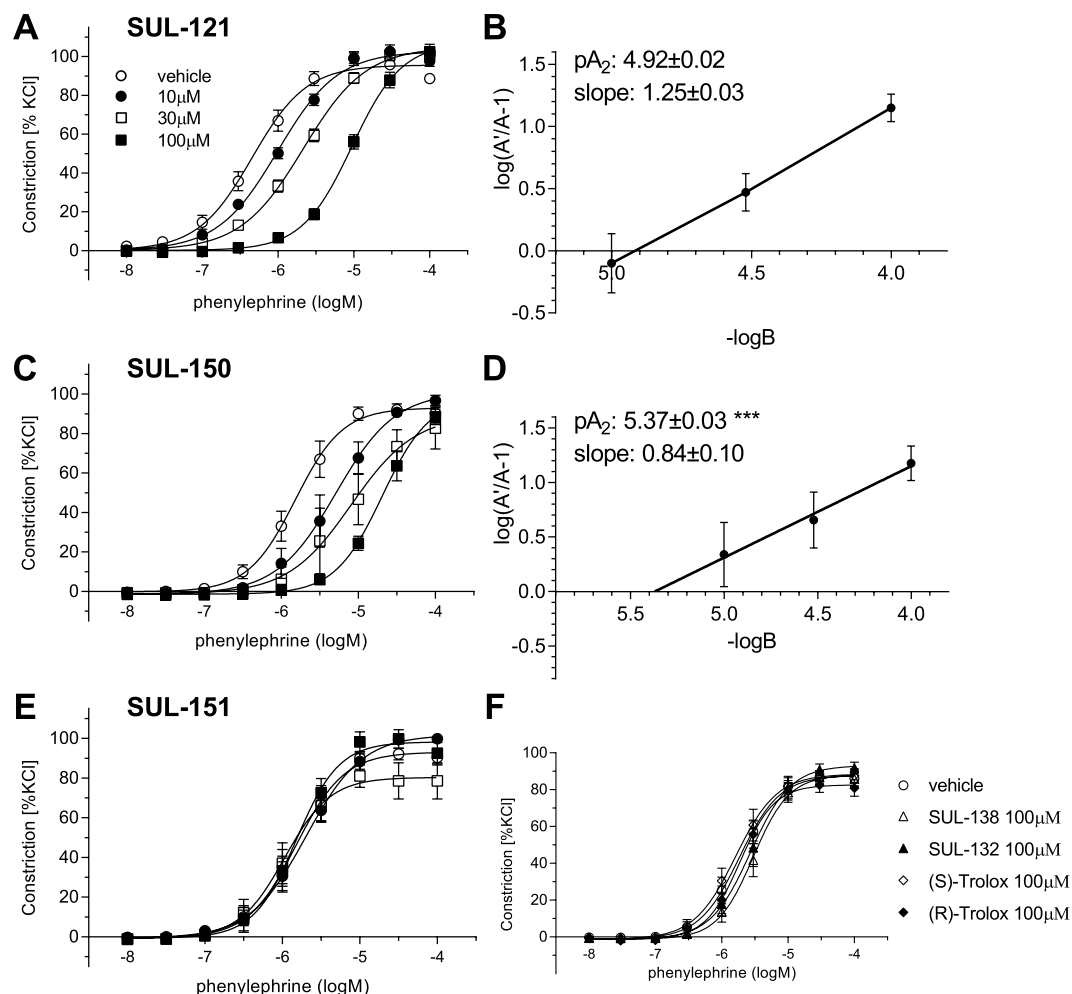 A
SUL-121
Constriction [% KCl]
100
80
60
40
20
0
vehicle
10μM
30μM
100μM
-8
-7
-6
-5
-4
phenylephrine (logM)
B
pA2: 4.92±0.02
slope: 1.25±0.03
log(A'/A-1)
1.5
1.0
0.5
0.0
-0.5
5.0
4.5
4.0
-logB
C
SUL-150
Constriction [%KCl]
100
80
60
40
20
0
-8
-7
-6
-5
-4
phenylephrine (logM)
D
pA2: 5.37±0.03 ***
slope: 0.84±0.10
log(A'/A-1)
1.5
1.0
0.5
0.0
-0.5
5.5
5.0
4.5
4.0
-logB
E
SUL-151
Constriction [%KCl]
100
80
60
40
20
0
-8
-7
-6
-5
-4
phenylephrine (logM)
F
Constriction [%KCl]
100
80
60
40
20
0
-8
-7
-6
-5
-4
phenylephrine (logM)
vehicle
SUL-138 100μM
SUL-132 100μM
(S)-Trolox 100μM
(R)-Trolox 100μM